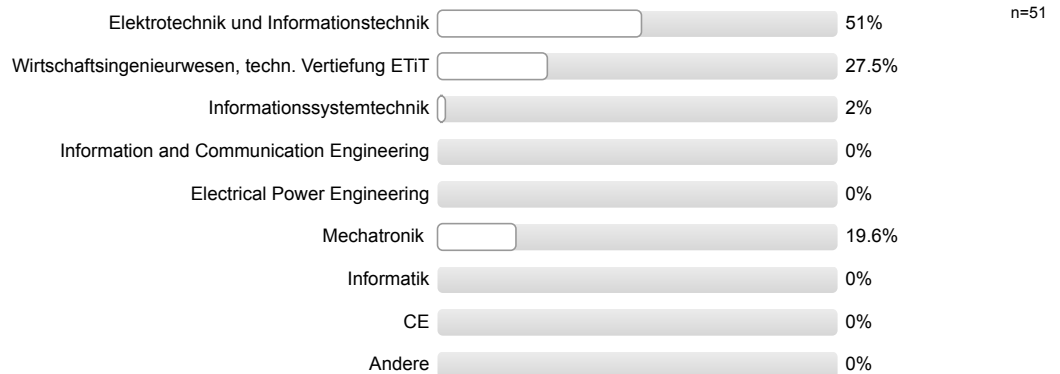 Elektrotechnik und Informationstechnik 51% n=51
Wirtschaftsingenieurwesen, techn. Vertiefung ETiT 27.5%
Informationssystemtechnik 2%
Information and Communication Engineering 0%
Electrical Power Engineering 0%
Mechatronik 19.6%
Informatik 0%
CE 0%
Andere 0%